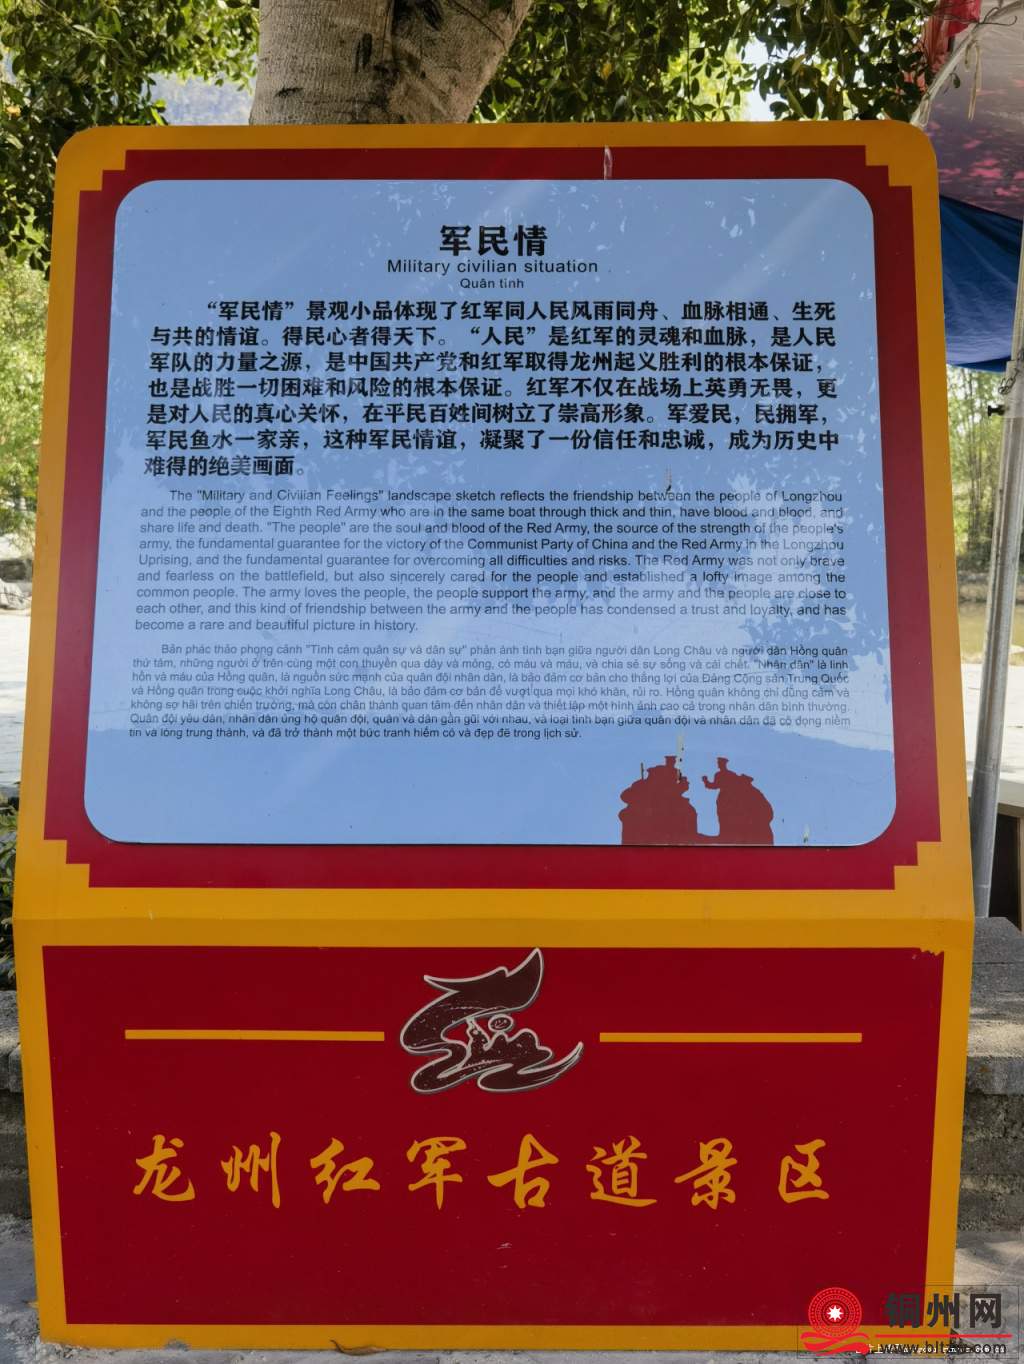 军民情
Military civilian situation
Quân tình
“军民情”景观小品体现了红军同人民风雨同舟、血脉相通、生死
与共的情谊。得民心者得天下。“人民”是红军的灵魂和血脉，是人民
军队的力量之源，是中国共产党和红军取得龙州起义胜利的根本保证，
也是战胜一切困难和风险的根本保证。红军不仅在战场上英勇无畏，更
是对人民的真心关怀，在平民百姓间树立了崇高形象。军爱民，民拥军，
军民鱼水一家亲，这种军民情谊，凝聚了一份信任和忠诚，成为历史中
难得的绝美画面。
The "Military and Civilian Feelings" landscape sketch reflects the friendship between the people of Longzhou
and the people of the Eighth Red Army who are in the same boat through thick and thin, have blood and blood, and
share life and death. "The people" are the soul and blood of the Red Army, the source of the strength of the people's
army, the fundamental guarantee for the victory of the Communist Party of China and the Red Army in the Longzhou
Uprising, and the fundamental guarantee for overcoming all difficulties and risks. The Red Army was not only brave
and fearless on the battlefield, but also sincerely cared for the people and established a lofty image among the
common people. The army loves the people, the people support the army, and the army and the people are close to
each other, and this kind of friendship between the army and the people has condensed a trust and loyalty, and has
become a rare and beautiful picture in history.
Bản phác thảo phong cảnh "Tình cảm quân sự và dân sự" phản ánh tình bạn giữa người dân Long Châu và người dân Hồng quân
thứ tám, những người ở trên cùng một con thuyền qua dày và mỏng, có máu và máu, và chia sẻ sự sống và cái chết. "Nhân dân" là linh
hồn và máu của Hồng quân, là nguồn sức mạnh của quân đội nhân dân, là bảo đảm cơ bản cho thắng lợi của Đảng Cộng sản Trung Quốc
và Hồng quân trong cuộc khởi nghĩa Long Châu, là bảo đảm cơ bản để vượt qua mọi khó khăn, rủi ro. Hồng quân không chỉ dũng cảm và
không sợ hãi trên chiến trường, mà còn chân thành quan tâm đến nhân dân và thiết lập một hình ảnh cao cả trong nhân dân bình thường.
Quân đội yêu dân, nhân dân ủng hộ quân đội, quân và dân gần gũi với nhau, và loại tình bạn giữa quân đội và nhân dân đã cô đọng niềm
tin và lòng trung thành, và đã trở thành một bức tranh hiếm có và đẹp đẽ trong lịch sử.
龙州红军古道景区
铜州网